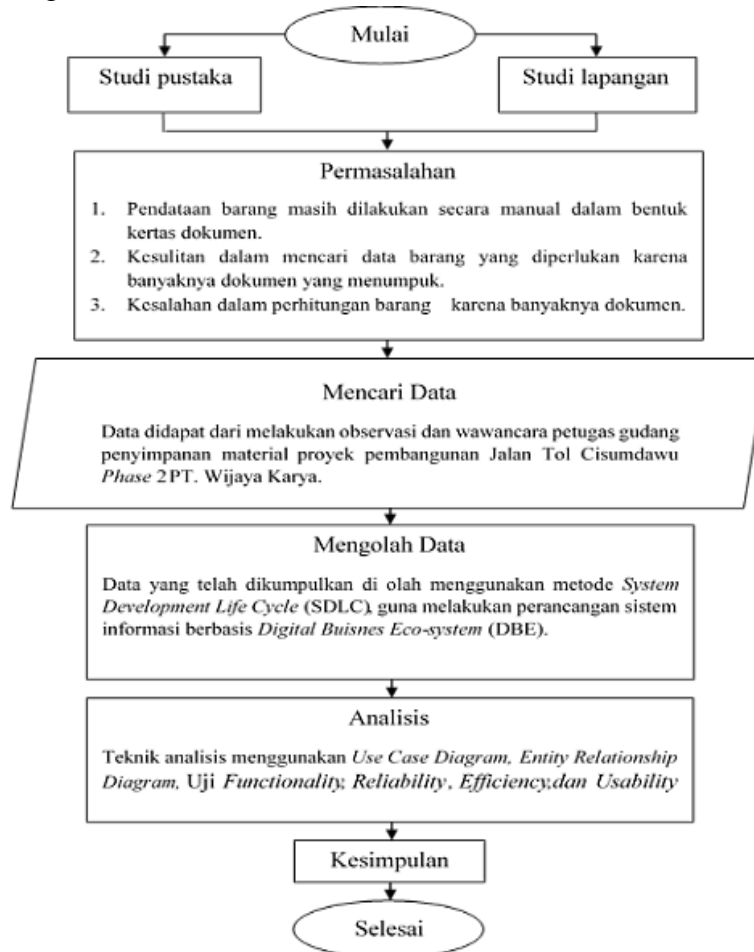 Mulai
Studi pustaka
Studi lapangan
Permasalahan
1. Pendataan barang masih dilakukan secara manual dalam bentuk
kertas dokumen.
2. Kesulitan dalam mencari data barang yang diperlukan karena
banyaknya dokumen yang menumpuk.
3. Kesalahan dalam perhitungan barang karena banyaknya dokumen.
Mencari Data
Data didapat dari melakukan observasi dan wawancara petugas gudang
penyimpanan material proyek pembangunan Jalan Tol Cisumdawu
Phase 2 PT. Wijaya Karya.
Mengolah Data
Data yang telah dikumpulkan di olah menggunakan metode System
Development Life Cycle (SDLC), guna melakukan perancangan sistem
informasi berbasis Digital Buisnes Eco-system (DBE).
Analisis
Teknik analisis menggunakan Use Case Diagram, Entity Relationship
Diagram, Uji Functionality, Reliability, Efficiency,dan Usability
Kesimpulan
Selesai